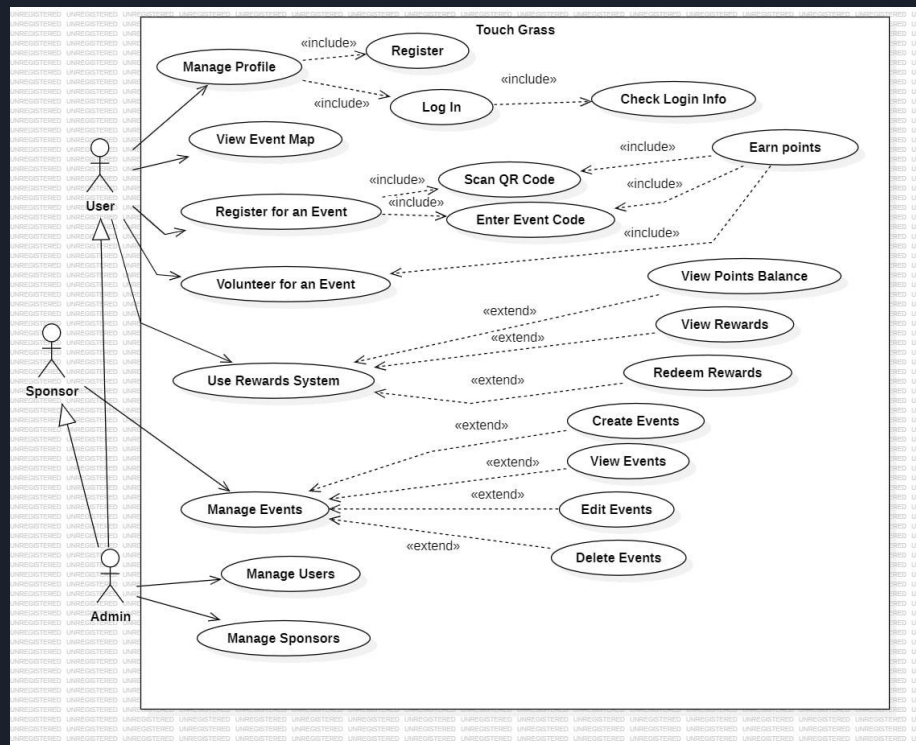 Touch Grass
«include»
Register
Manage Profile
«include»
Log In
«include»
Check Login Info
View Event Map
Earn points
«include»
«include»
Scan QR Code
«include»
Register for an Event
Enter Event Code
«include»
«include»
User
Volunteer for an Event
View Points Balance
«extend»
View Rewards
«extend»
Use Rewards System
«extend»
Redeem Rewards
Sponsor
Create Events
«extend»
View Events
«extend»
Manage Events
«extend»
Edit Events
«extend»
Delete Events
Manage Users
Admin
Manage Sponsors
UNREGISTERED